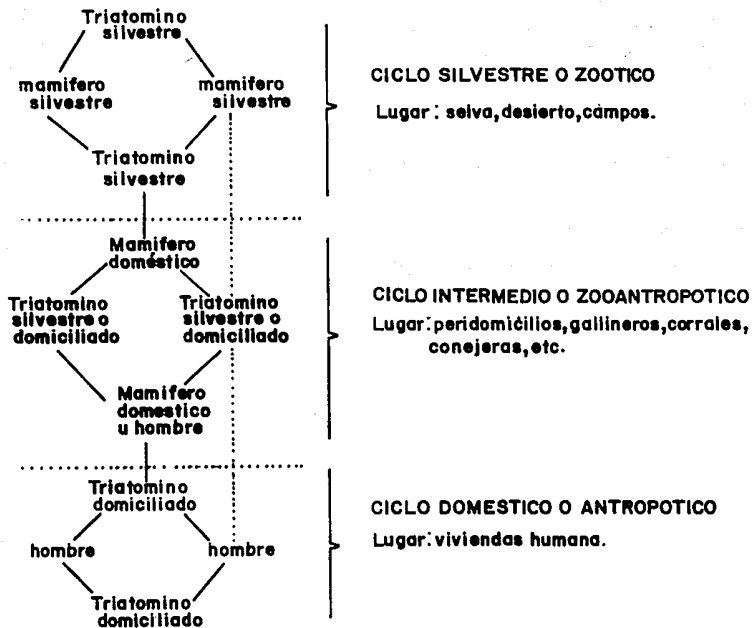 Triatomino
silvestre
mamifero
silvestre
mamifero
silvestre
Triatomino
silvestre
CICLO SILVESTRE O ZOOTICO
Lugar: selva, desierto, campos.
Mamifero
doméstico
Triatomino
silvestre o
domiciliado
Triatomino
silvestre o
domiciliado
Mamifero
domestico
u hombre
CICLO INTERMEDIO O ZOOANTROPOTICO
Lugar: peridomicilios, gallineros, corrales,
conejeras, etc.
Triatomino
domiciliado
hombre
hombre
Triatomino
domiciliado
CICLO DOMESTICO O ANTROPOTICO
Lugar: viviendas humana.